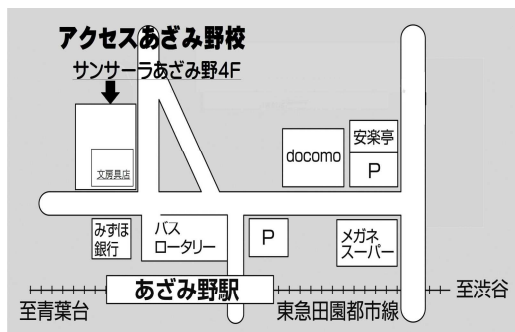 アクセスあざみ野校
サンサーラあざみ野4F
文房具店
docomo
安楽亭
P
みずほ
銀行
バス
ロータリー
P
メガネ
スーパー
あざみ野駅
至渋谷
至青葉台
東急田園都市線